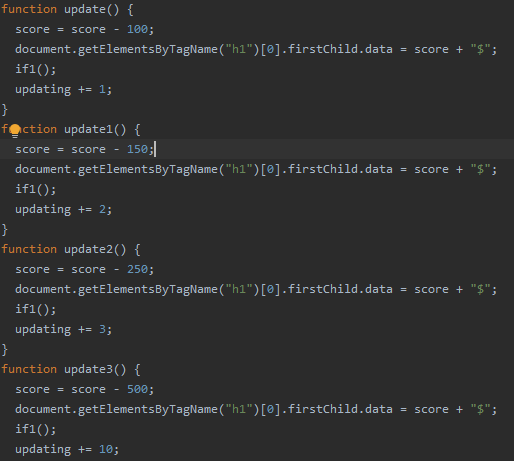 function update() {
  score = score - 100;
  document.getElementsByTagName("h1")[0].firstChild.data = score + "$";
  if1();
  updating += 1;
}
function update1() {
  score = score - 150;
  document.getElementsByTagName("h1")[0].firstChild.data = score + "$";
  if1();
  updating += 2;
}
function update2() {
  score = score - 250;
  document.getElementsByTagName("h1")[0].firstChild.data = score + "$";
  if1();
  updating += 3;
}
function update3() {
  score = score - 500;
  document.getElementsByTagName("h1")[0].firstChild.data = score + "$";
  if1();
  updating += 10;